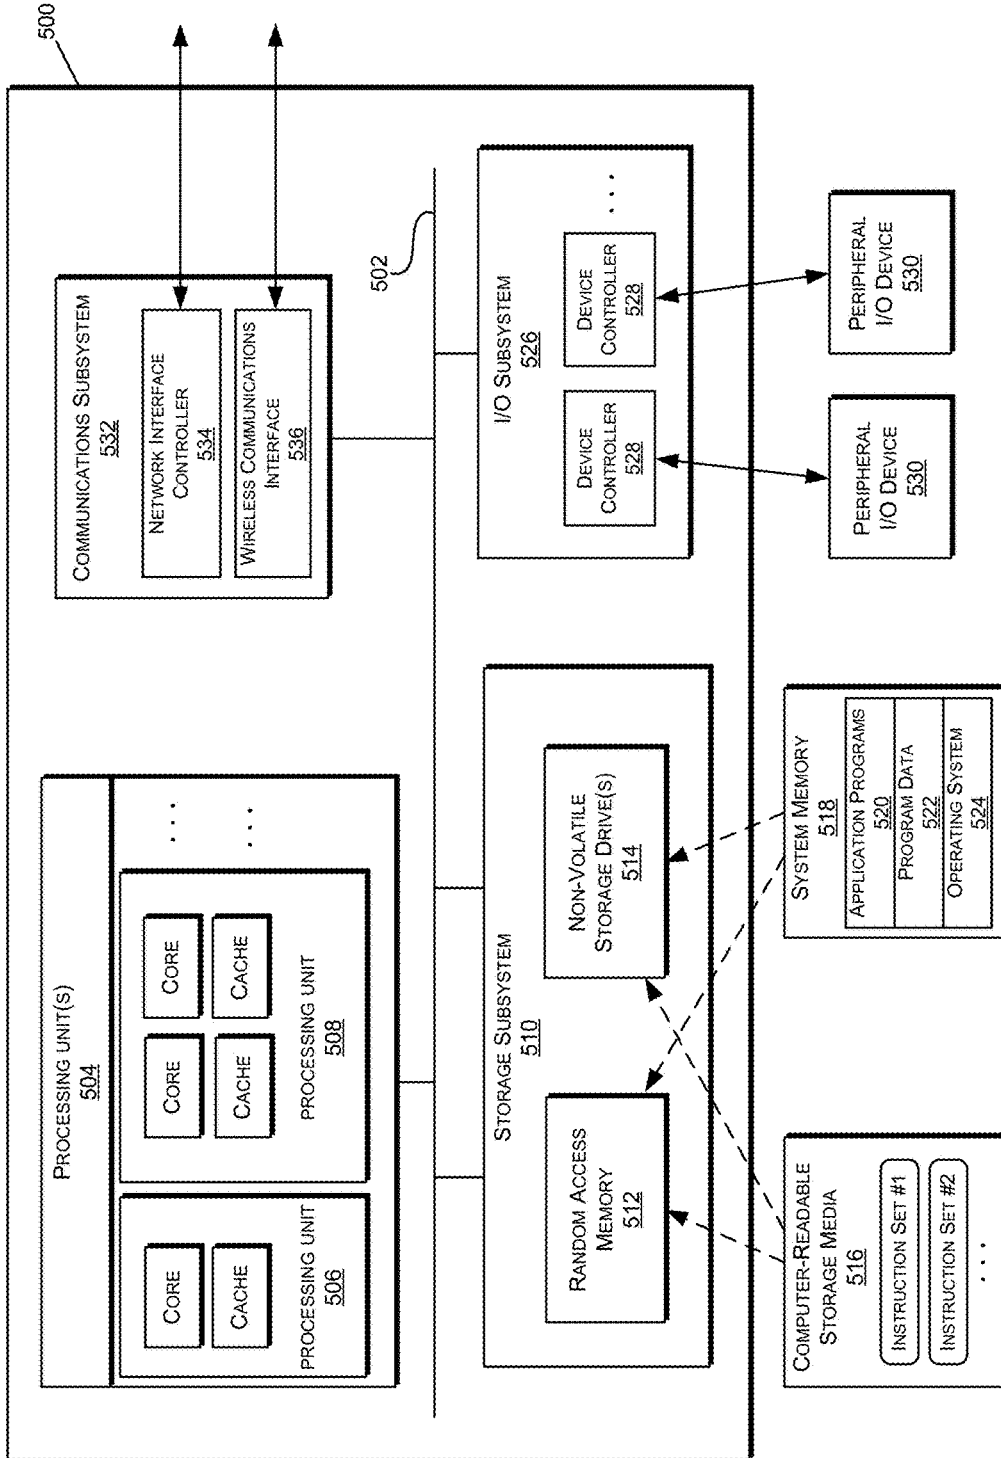 500
PROCESSING UNIT(S)
504
CORE
CACHE
PROCESSING UNIT
506
CORE
CORE
CACHE
CACHE
PROCESSING UNIT
508
. . .
. . .
COMMUNICATIONS SUBSYSTEM
532
NETWORK INTERFACE
CONTROLLER
534
WIRELESS COMMUNICATIONS
INTERFACE
536
502
STORAGE SUBSYSTEM
510
RANDOM ACCESS
MEMORY
512
NON-VOLATILE
STORAGE DRIVE(S)
514
I/O SUBSYSTEM
526
DEVICE
CONTROLLER
528
DEVICE
CONTROLLER
528
. . .
COMPUTER-READABLE
STORAGE MEDIA
516
INSTRUCTION SET #1
INSTRUCTION SET #2
. . .
SYSTEM MEMORY
518
APPLICATION PROGRAMS
520
PROGRAM DATA
522
OPERATING SYSTEM
524
PERIPHERAL
I/O DEVICE
530
PERIPHERAL
I/O DEVICE
530